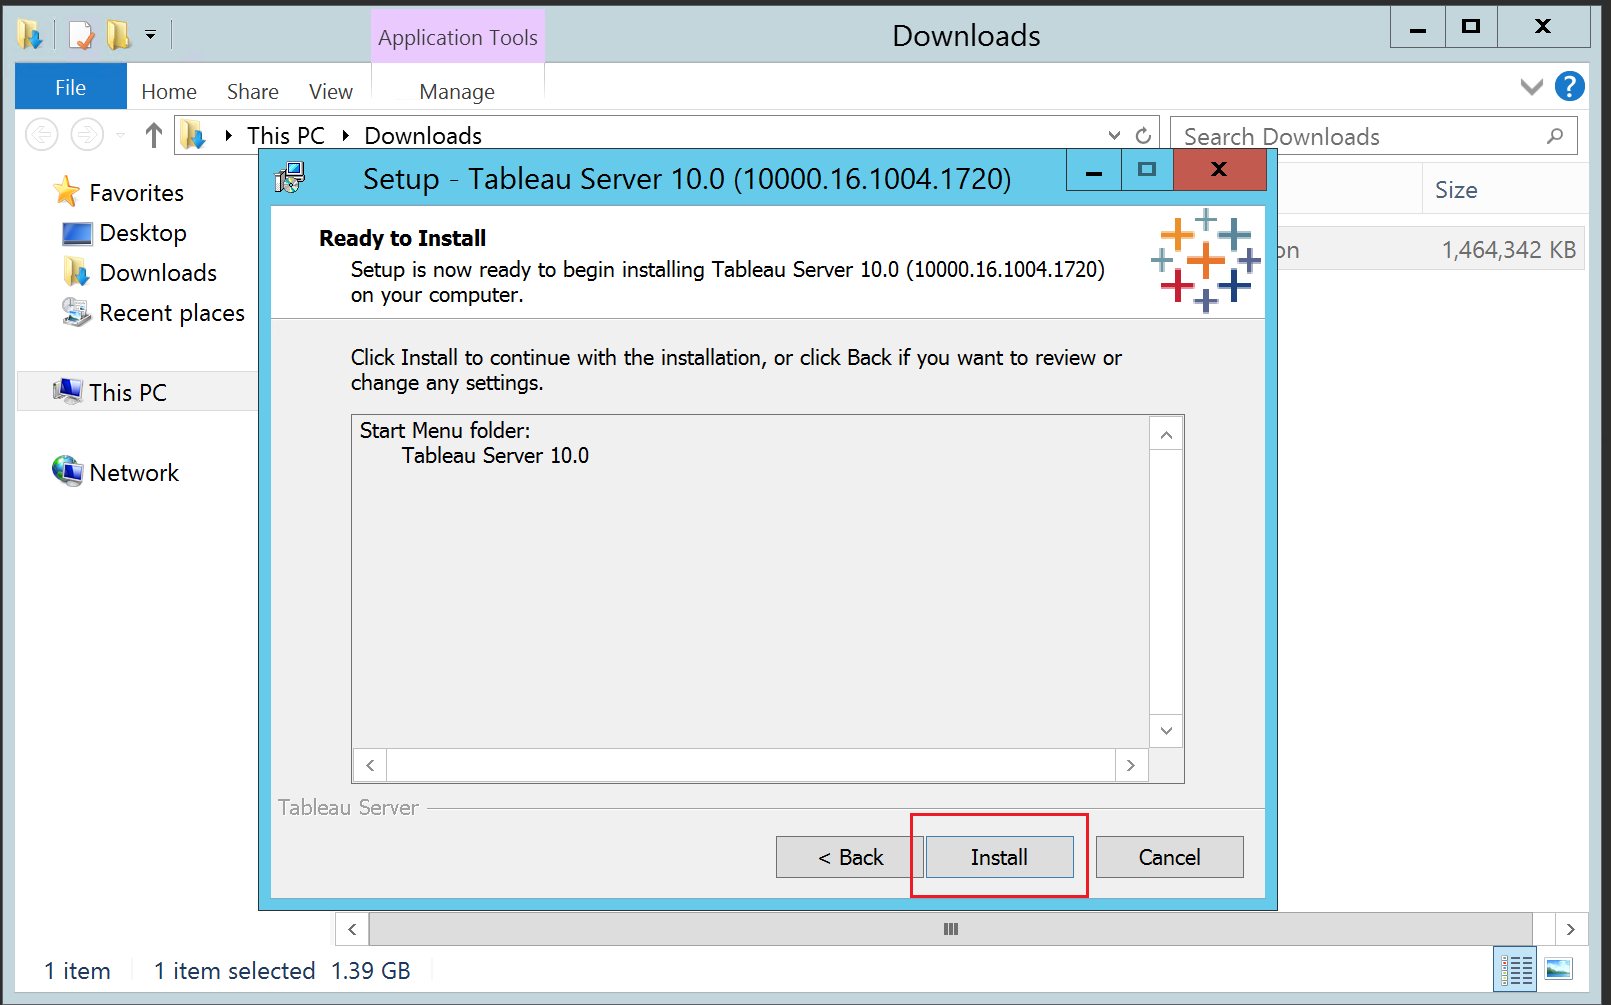 Application Tools
Downloads
File
Home
Share
View
Manage
This PC
Downloads
Search Downloads
Favorites
Desktop
Downloads
Recent places
This PC
Network
Size
1,464,342 KB
Setup - Tableau Server 10.0 (10000.16.1004.1720)
Ready to Install
Setup is now ready to begin installing Tableau Server 10.0 (10000.16.1004.1720)
on your computer.
Click Install to continue with the installation, or click Back if you want to review or
change any settings.
Start Menu folder:
Tableau Server 10.0
Tableau Server
< Back
Install
Cancel
1 item
1 item selected 1.39 GB